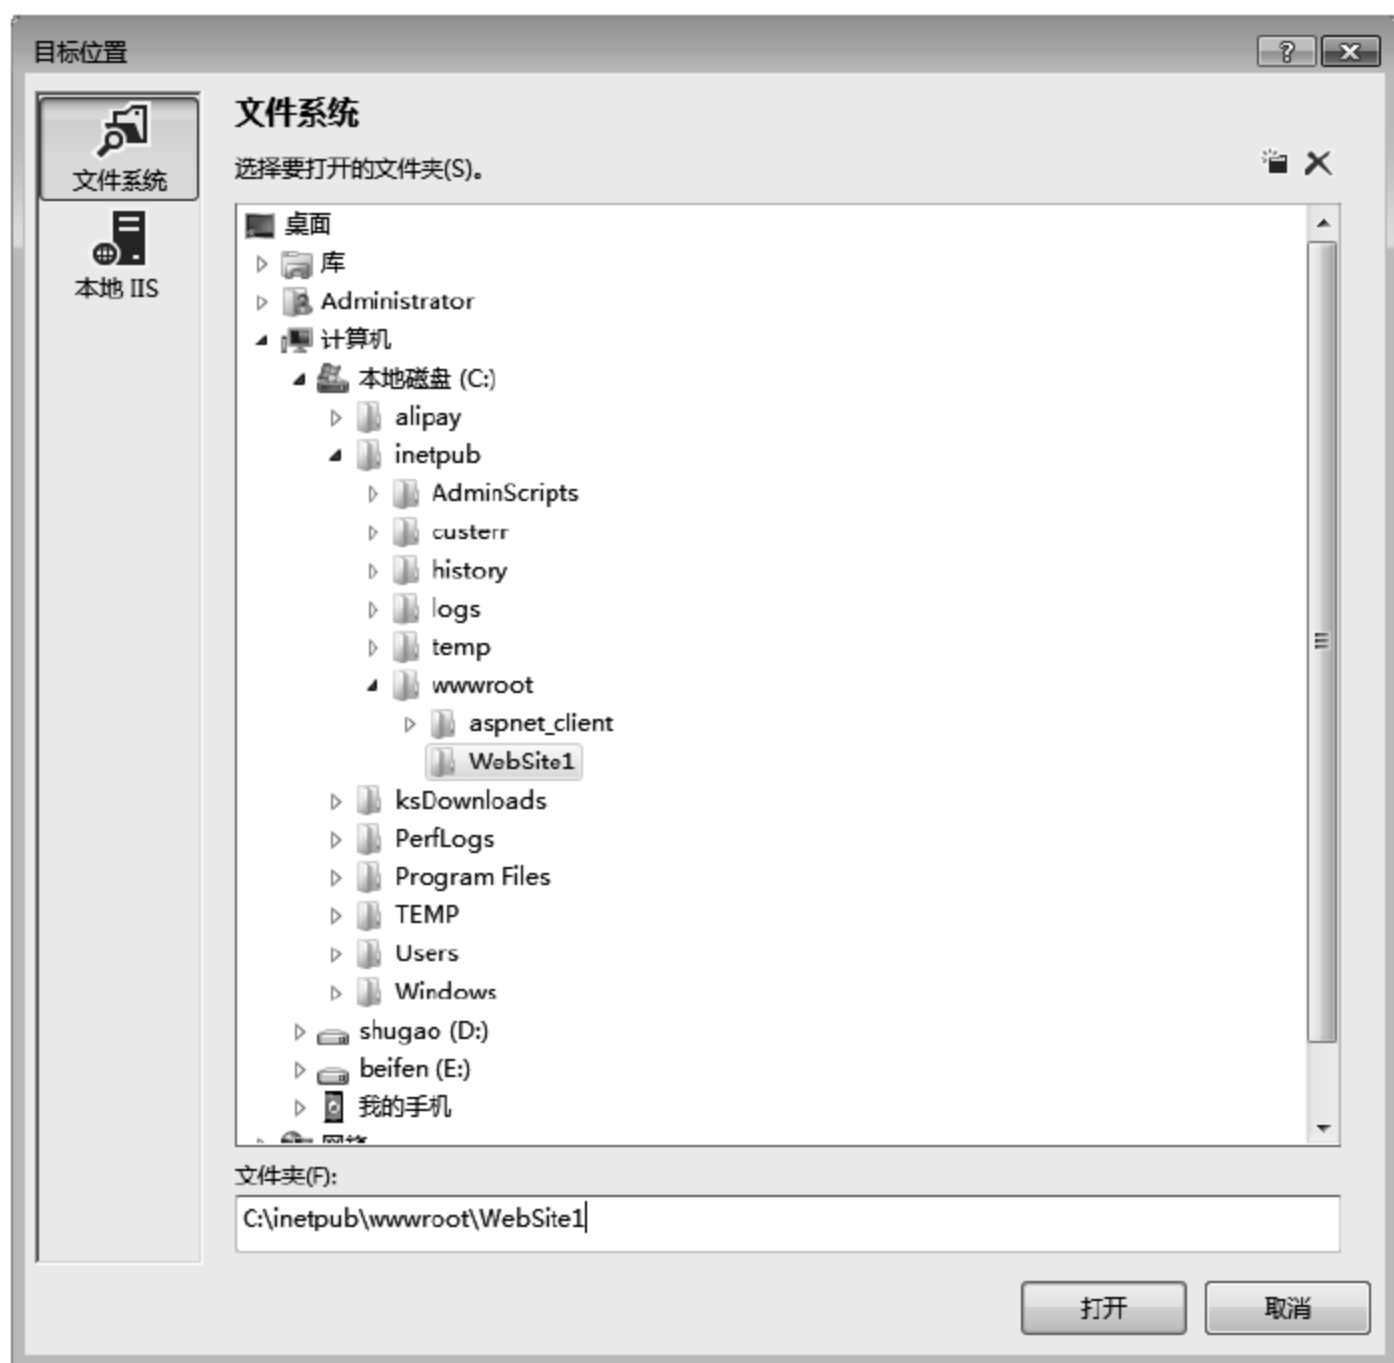 目标位置
文件系统
本地 IIS
文件系统
选择要打开的文件夹(S)。
桌面
库
Administrator
计算机
本地磁盘 (C:)
alipay
inetpub
AdminScripts
custerr
history
logs
temp
wwwroot
aspnet_client
WebSite1
ksDownloads
PerfLogs
Program Files
TEMP
Users
Windows
shugao (D:)
beifen (E:)
我的手机
网络
文件夹(F):
C:\inetpub\wwwroot\WebSite1
打开
取消